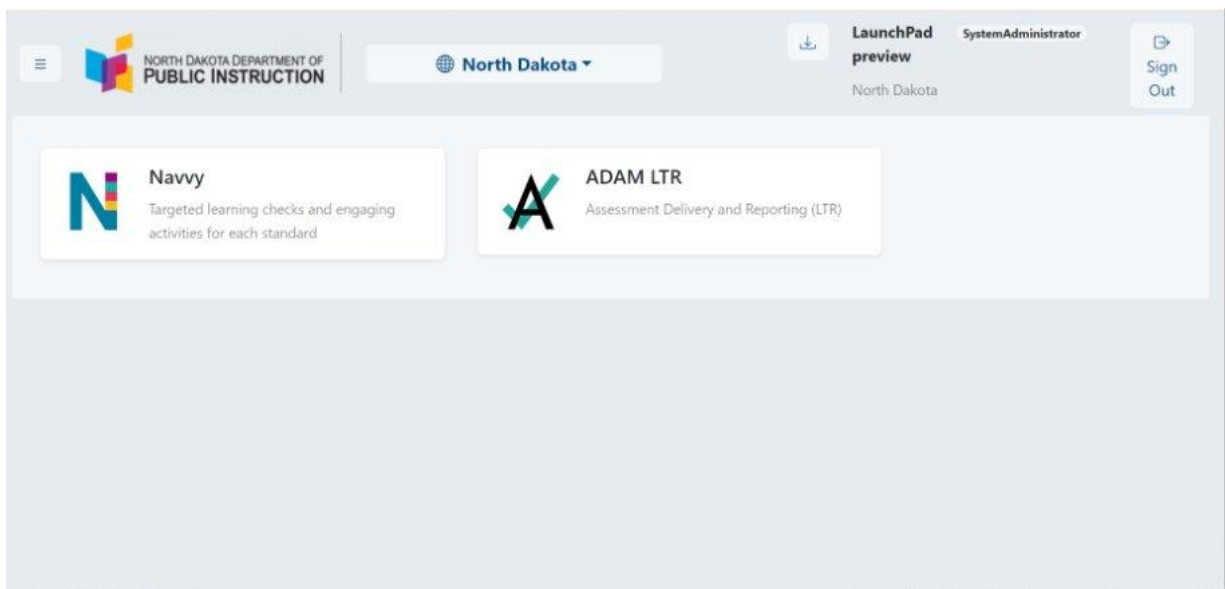 NORTH DAKOTA DEPARTMENT OF
PUBLIC INSTRUCTION
North Dakota
LaunchPad
preview
SystemAdministrator
North Dakota
Sign
Out
Navvy
Targeted learning checks and engaging
activities for each standard
ADAM LTR
Assessment Delivery and Reporting (LTR)